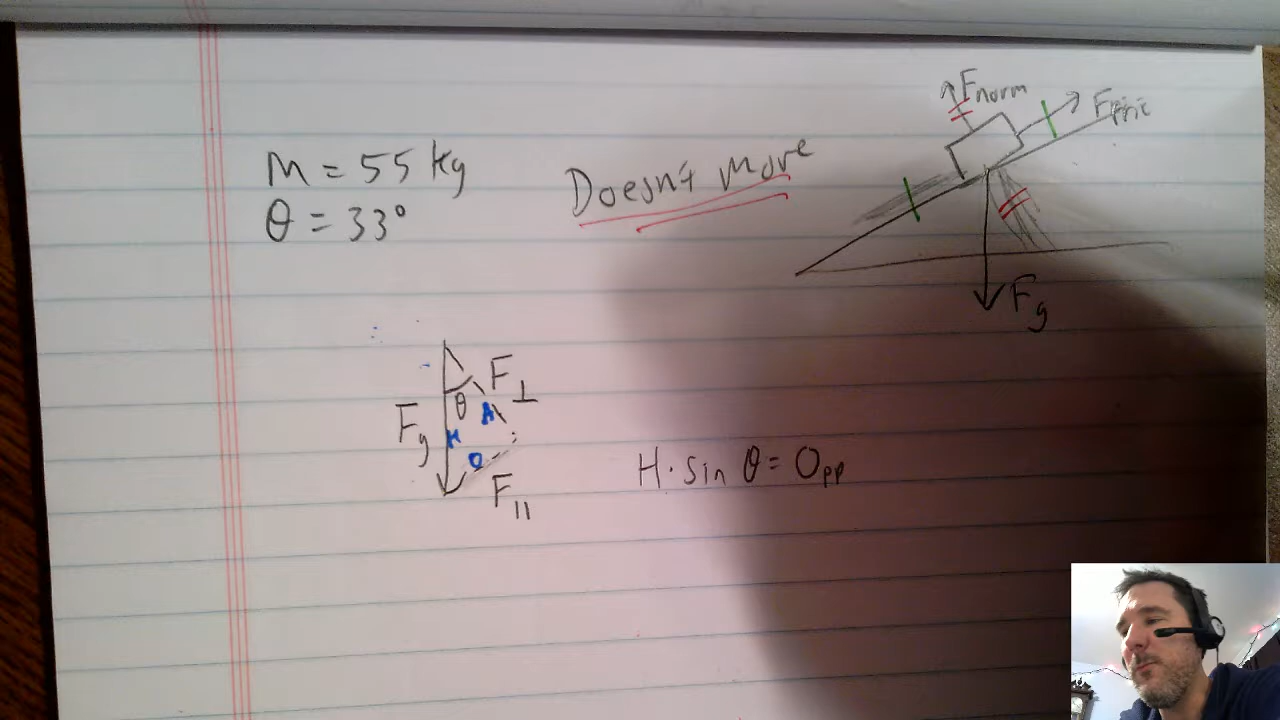 M = 55 kg
θ = 33°
Doesn't Move
Fnorm
Ffric
Fg
F⊥
θ
A
Fg
H
O
F||
H · sin θ = Opp